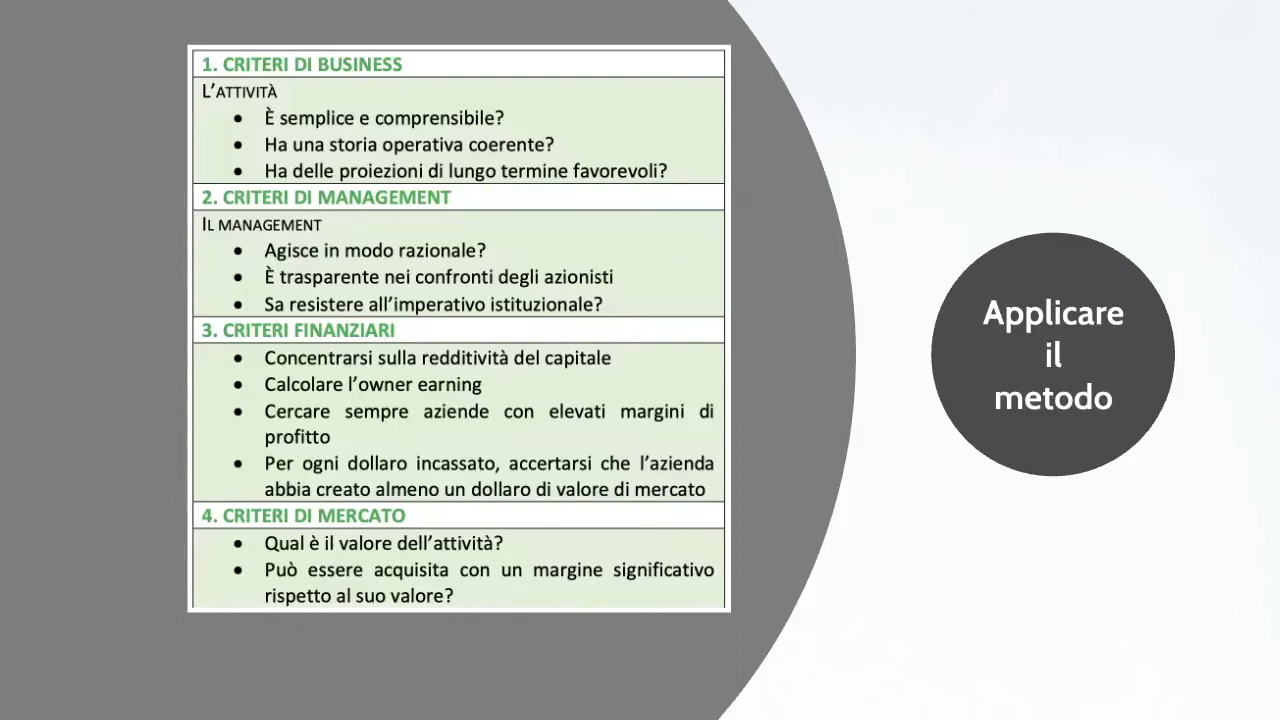 1. CRITERI DI BUSINESS
L'ATTIVITÀ
• È semplice e comprensibile?
• Ha una storia operativa coerente?
• Ha delle proiezioni di lungo termine favorevoli?
2. CRITERI DI MANAGEMENT
IL MANAGEMENT
• Agisce in modo razionale?
• È trasparente nei confronti degli azionisti
• Sa resistere all'imperativo istituzionale?
3. CRITERI FINANZIARI
• Concentrarsi sulla redditività del capitale
• Calcolare l'owner earning
• Cercare sempre aziende con elevati margini di
profitto
• Per ogni dollaro incassato, accertarsi che l'azienda
abbia creato almeno un dollaro di valore di mercato
4. CRITERI DI MERCATO
• Qual è il valore dell'attività?
• Può essere acquisita con un margine significativo
rispetto al suo valore?
Applicare
il
metodo